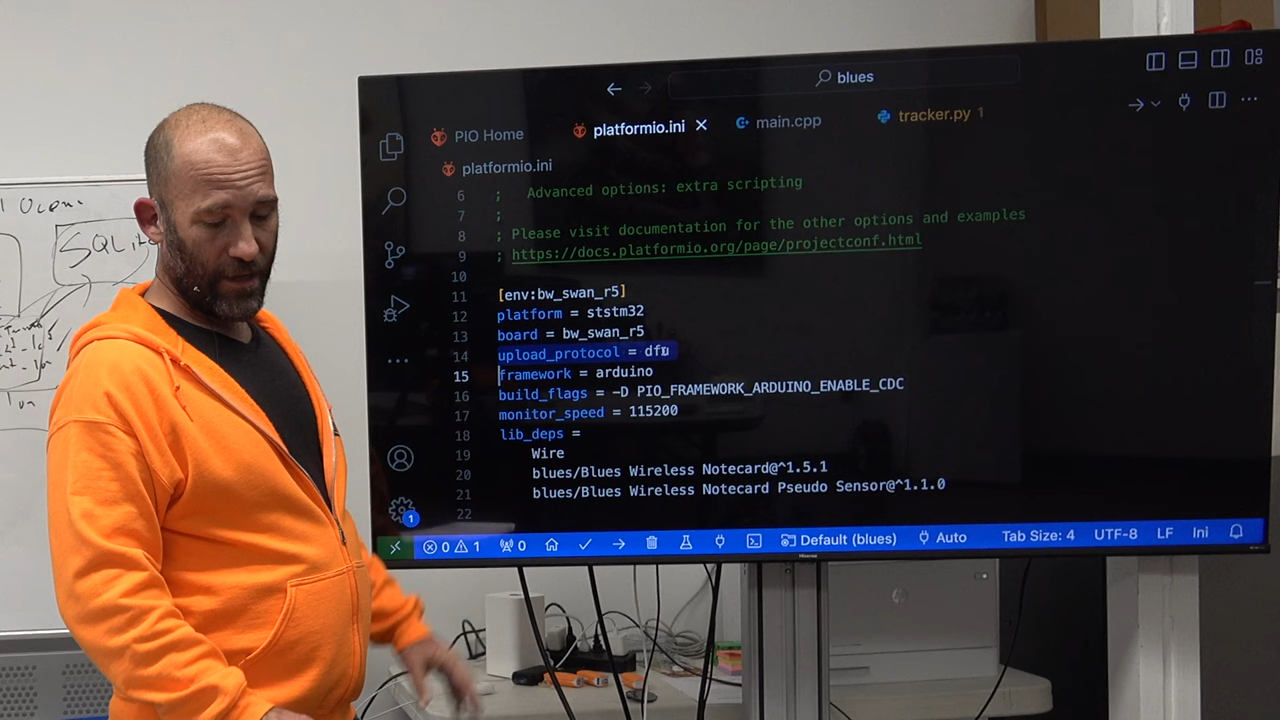 blues
PIO Home
platformio.ini
main.cpp
tracker.py 1
platformio.ini
6 ; Advanced options: extra scripting
7 ;
8 ; Please visit documentation for the other options and examples
9 ; https://docs.platformio.org/page/projectconf.html
10
11 [env:bw_swan_r5]
12 platform = ststm32
13 board = bw_swan_r5
14 upload_protocol = dfu
15 framework = arduino
16 build_flags = -D PIO_FRAMEWORK_ARDUINO_ENABLE_CDC
17 monitor_speed = 115200
18 lib_deps =
19 Wire
20 blues/Blues Wireless Notecard@^1.5.1
21 blues/Blues Wireless Notecard Pseudo Sensor@^1.1.0
22
1
0 1 0 Default (blues) Auto Tab Size: 4 UTF-8 LF Ini
Hisense
SQLit